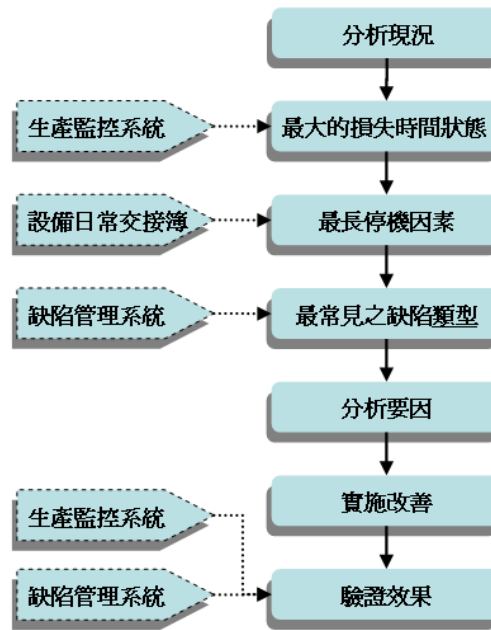 分析現況
生產監控系統
最大的損失時間狀態
設備日常交接簿
最長停機因素
缺陷管理系統
最常見之缺陷類型
分析要因
生產監控系統
實施改善
缺陷管理系統
驗證效果